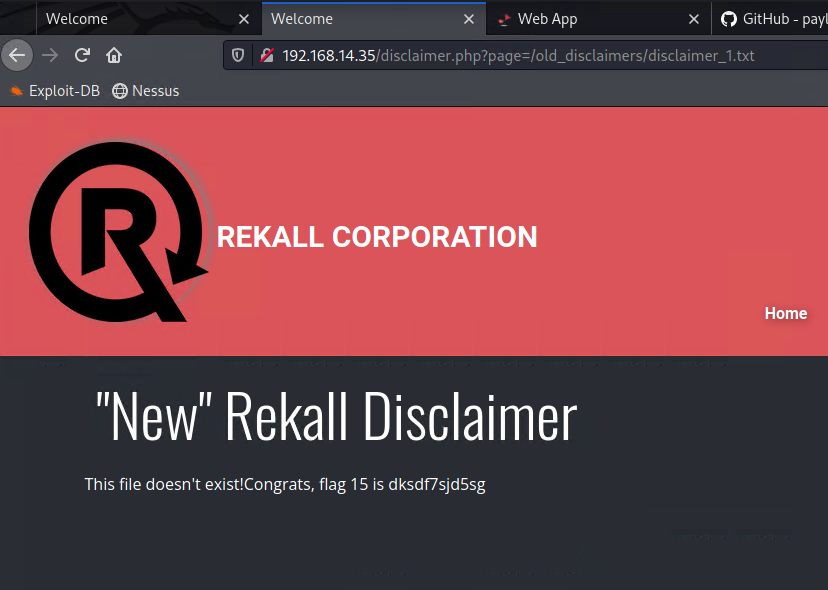 Welcome
Welcome
Web App
GitHub - payl
192.168.14.35/disclaimer.php?page=/old_disclaimers/disclaimer_1.txt
Exploit-DB
Nessus
R
REKALL CORPORATION
Home
"New" Rekall Disclaimer
This file doesn't exist!Congrats, flag 15 is dksdf7sjd5sg